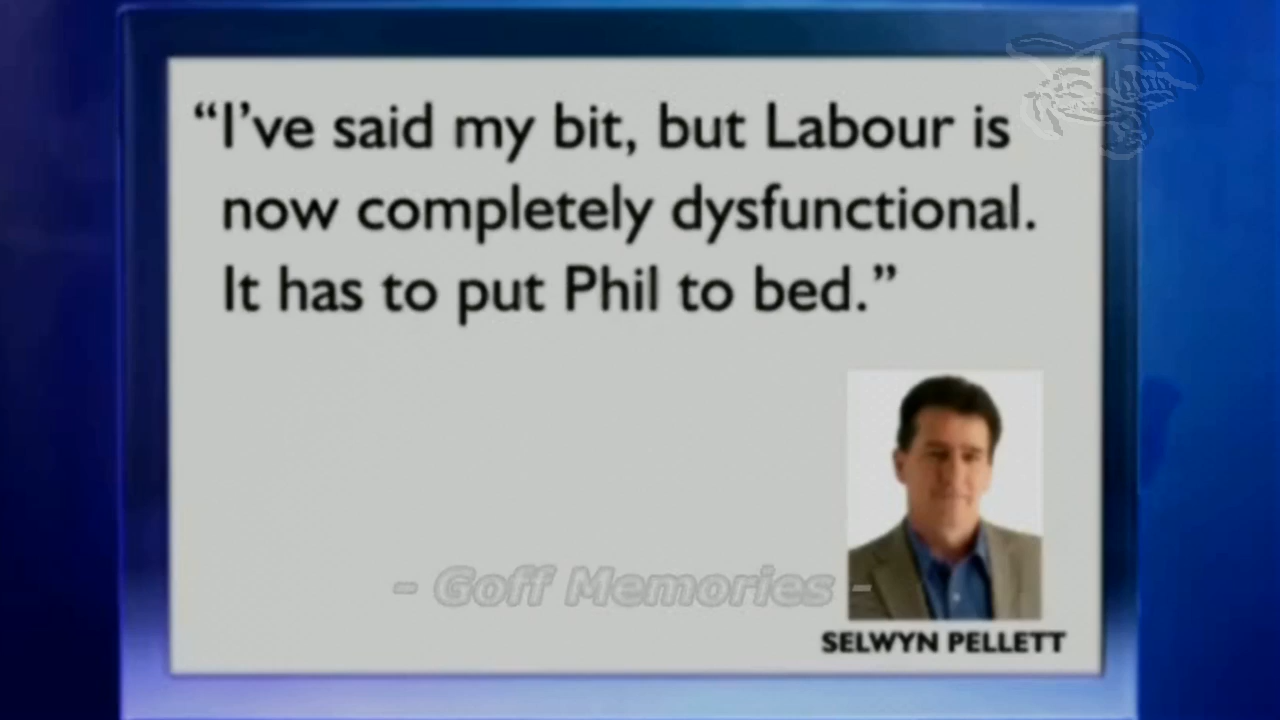 “I’ve said my bit, but Labour is
now completely dysfunctional.
It has to put Phil to bed.”
- Goff Memories -
SELWYN PELLETT